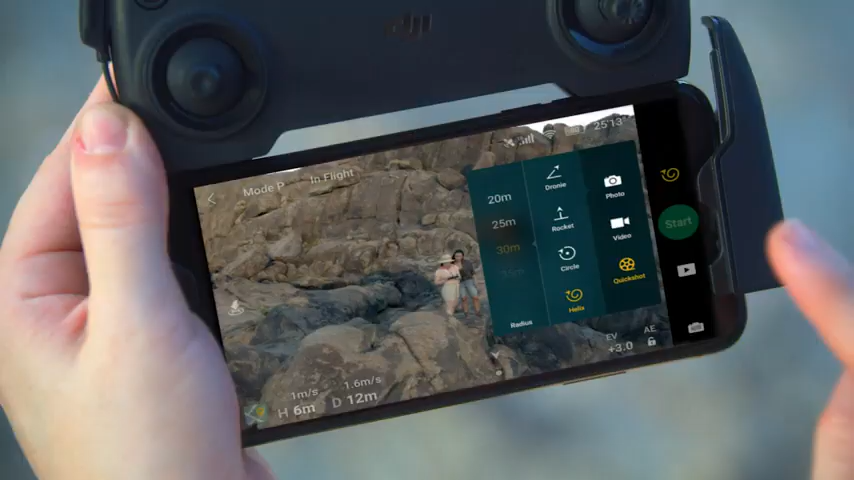 dji
Mode P
In Flight
25'13"
20m
25m
30m
Radius
Dronie
Rocket
Circle
Helix
Photo
Video
Quickshot
Start
EV
+3.0
AE
1m/s
1.6m/s
H 6m
D 12m